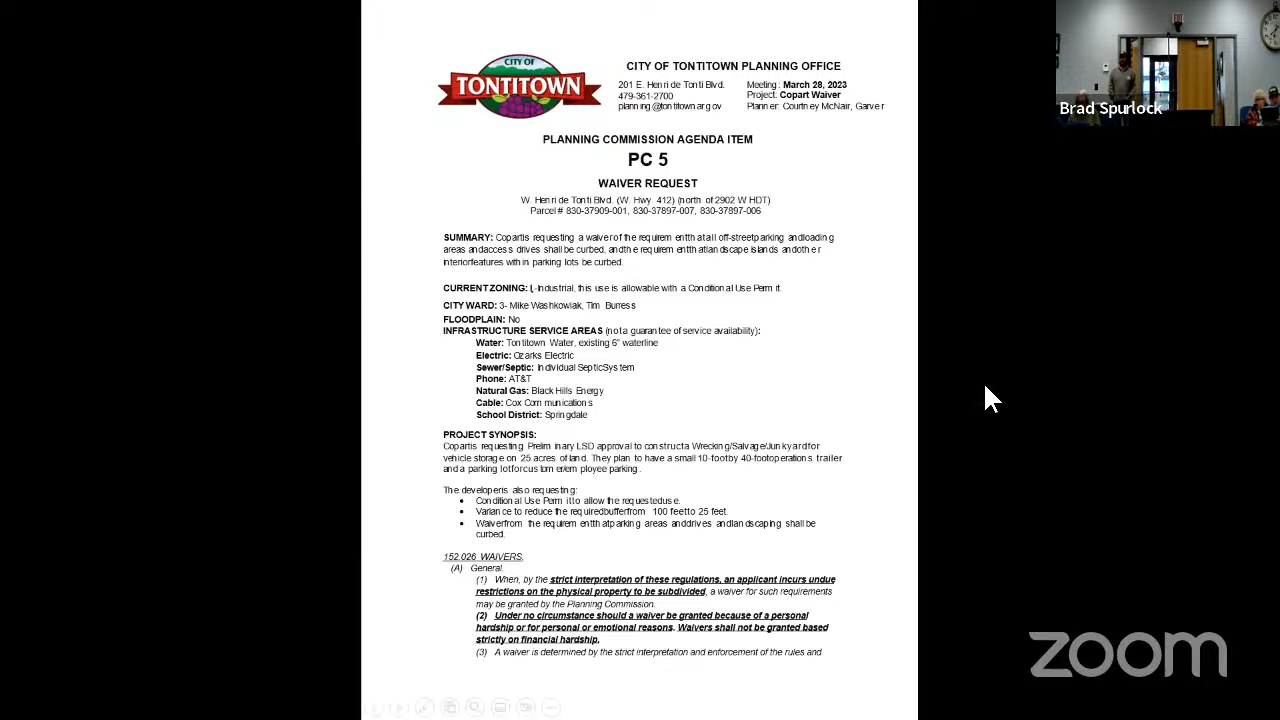 CITY OF
TONTITOWN
CITY OF TONTITOWN PLANNING OFFICE
201 E. Henri de Tonti Blvd.
479-361-2700
planning@tontitownar.gov
Meeting: March 28, 2023
Project: Copart Waiver
Planner: Courtney McNair, Garver
PLANNING COMMISSION AGENDA ITEM
PC 5
WAIVER REQUEST
W. Henri de Tonti Blvd. (W. Hwy. 412) (north of 2902 W HDT)
Parcel # 830-37909-001, 830-37897-007, 830-37897-006
SUMMARY: Copart is requesting a waiver of the requirement that all off-street parking and loading
areas and access drives shall be curbed, and the requirement that landscape islands and other
interior features within parking lots be curbed.
CURRENT ZONING: I,-Industrial, this use is allowable with a Conditional Use Permit.
CITY WARD: 3- Mike Washkowiak, Tim Burress
FLOODPLAIN: No
INFRASTRUCTURE SERVICE AREAS (not a guarantee of service availability):
Water: Tontitown Water, existing 6" waterline
Electric: Ozarks Electric
Sewer/Septic: Individual Septic System
Phone: AT&T
Natural Gas: Black Hills Energy
Cable: Cox Communications
School District: Springdale
PROJECT SYNOPSIS:
Copart is requesting Preliminary LSD approval to construct a Wrecking/Salvage/Junkyard for
vehicle storage on 25 acres of land. They plan to have a small 10-foot by 40-foot operations trailer
and a parking lot for customer/employee parking.
The developer is also requesting:
• Conditional Use Permit to allow the requested use.
• Variance to reduce the required buffer from 100 feet to 25 feet.
• Waiver from the requirement that parking areas and drives and landscaping shall be
curbed.
152.026 WAIVERS.
(A) General.
(1) When, by the strict interpretation of these regulations, an applicant incurs undue
restrictions on the physical property to be subdivided, a waiver for such requirements
may be granted by the Planning Commission.
(2) Under no circumstance should a waiver be granted because of a personal
hardship or for personal or emotional reasons. Waivers shall not be granted based
strictly on financial hardship.
(3) A waiver is determined by the strict interpretation and enforcement of the rules and
Brad Spurlock
zoom